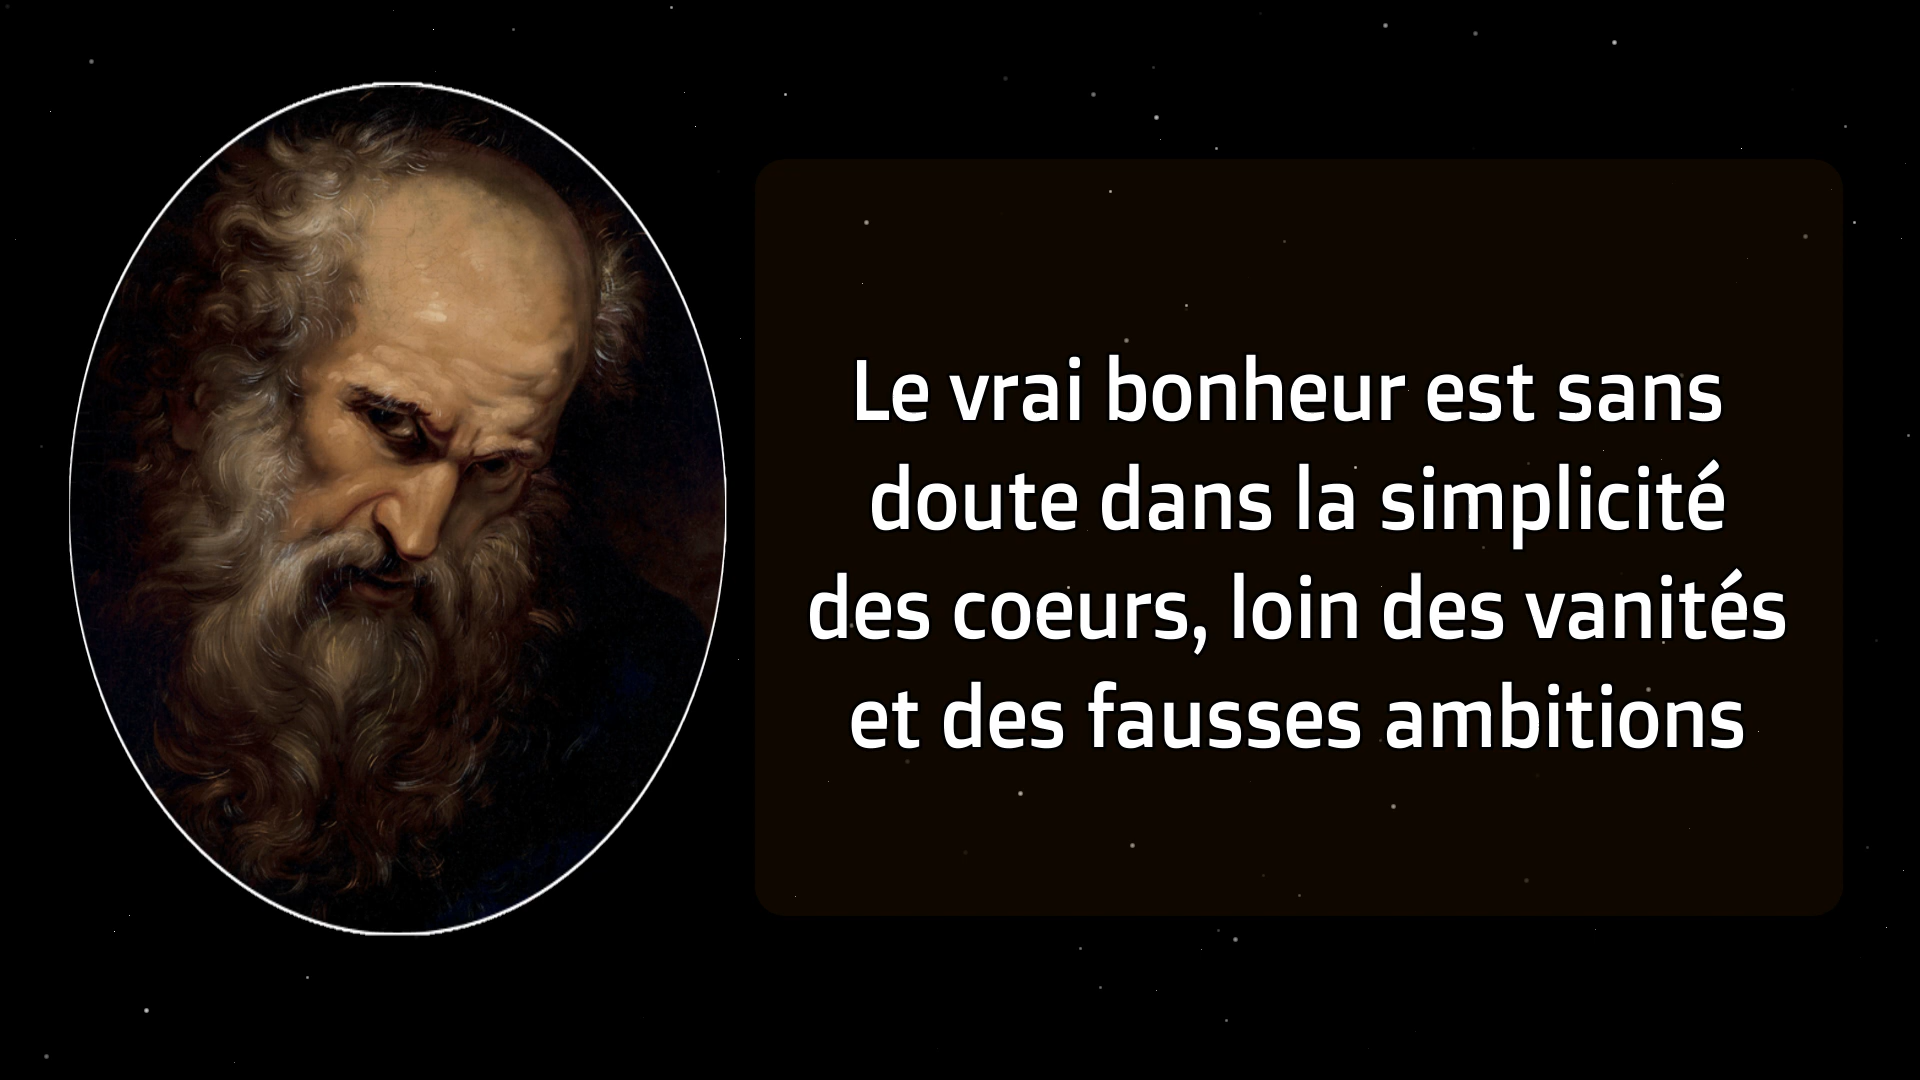 Le vrai bonheur est sans
doute dans la simplicité
des coeurs, loin des vanités
et des fausses ambitions